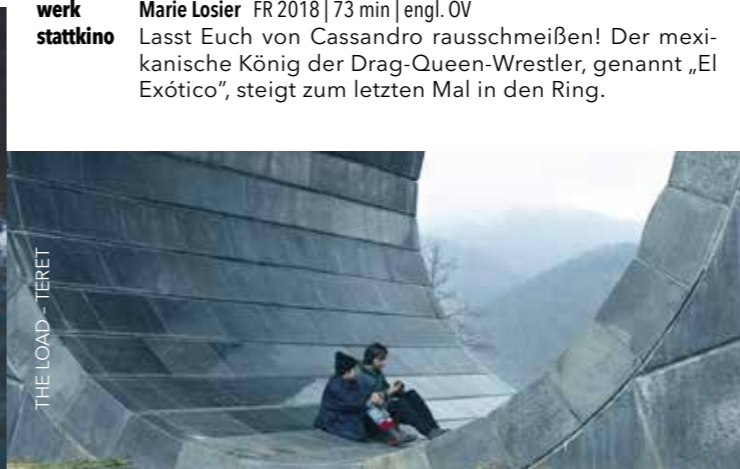 werk
stattkino
Marie Losier FR 2018 | 73 min | engl. OV
Lasst Euch von Cassandro rausschmeißen! Der mexi-
kanische König der Drag-Queen-Wrestler, genannt „El
Exótico”, steigt zum letzten Mal in den Ring.
THE LOAD – TERET